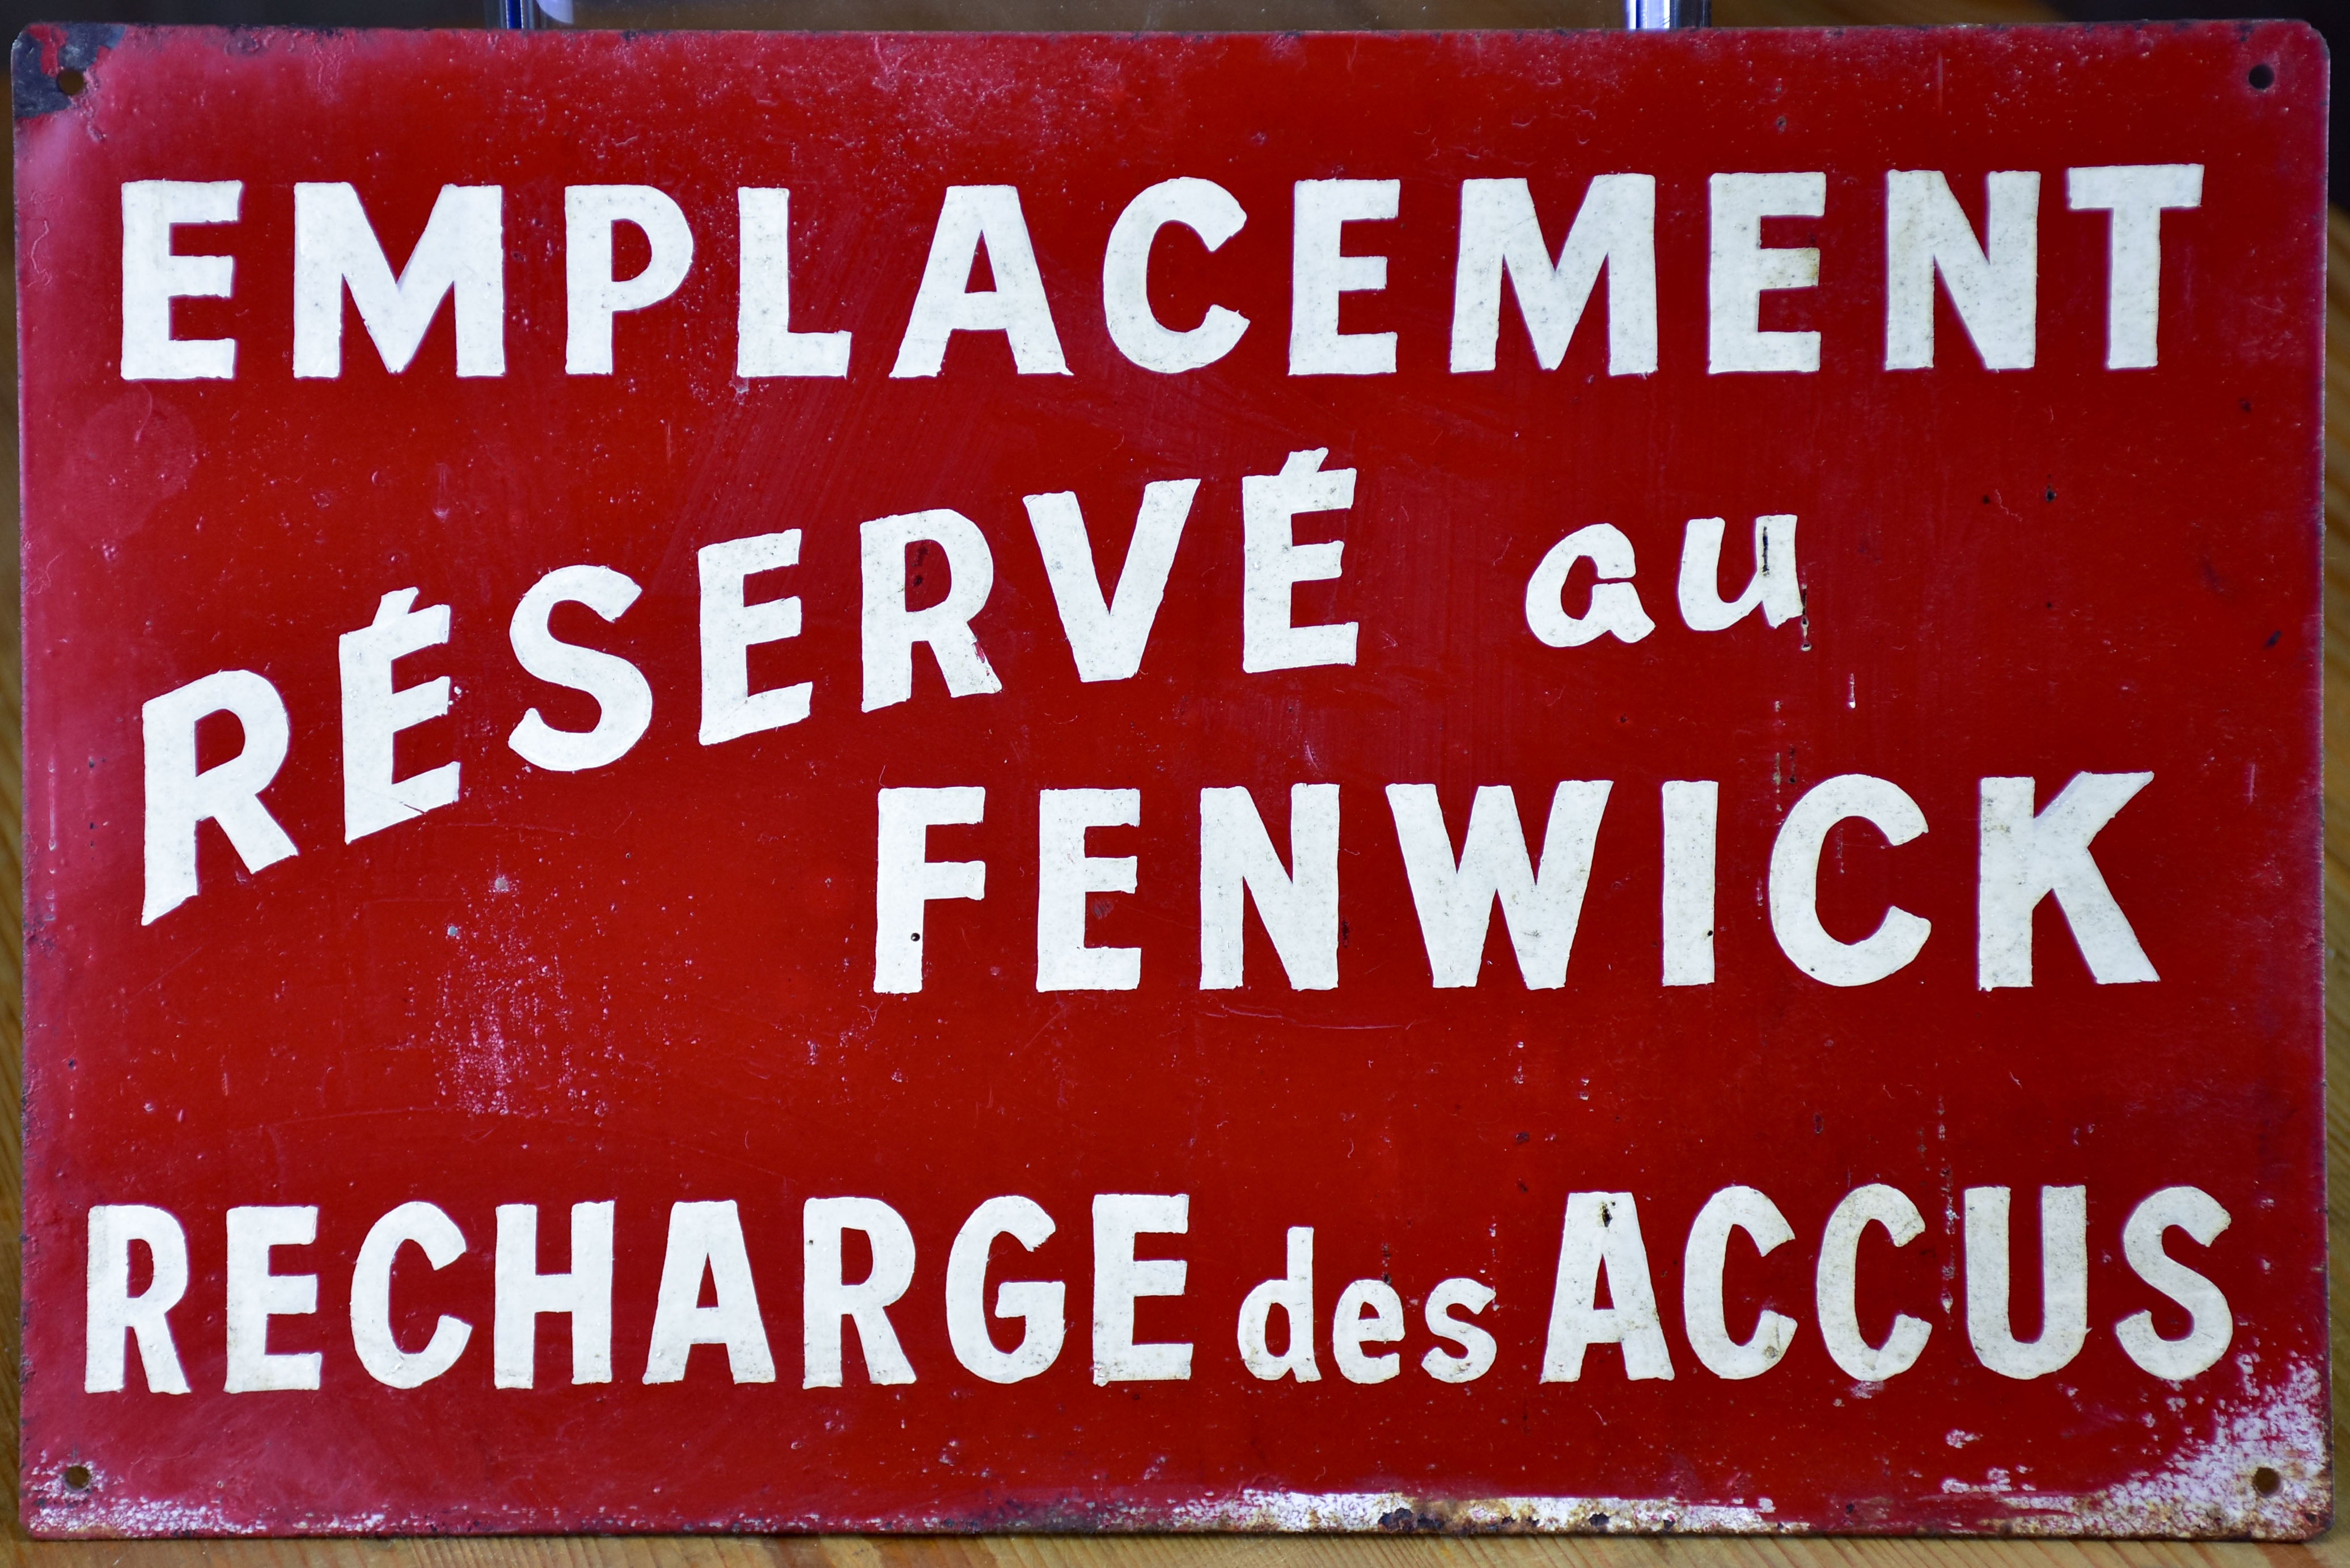 EMPLACEMENT
RÉSERVÉ au
FENWICK
RECHARGE des ACCUS